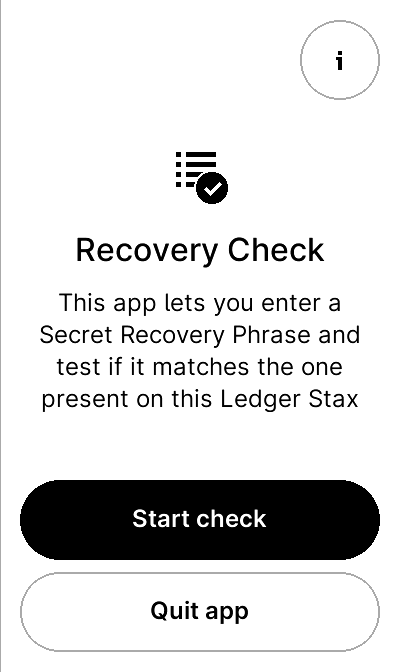 i
Recovery Check
This app lets you enter a
Secret Recovery Phrase and
test if it matches the one
present on this Ledger Stax
Start check
Quit app